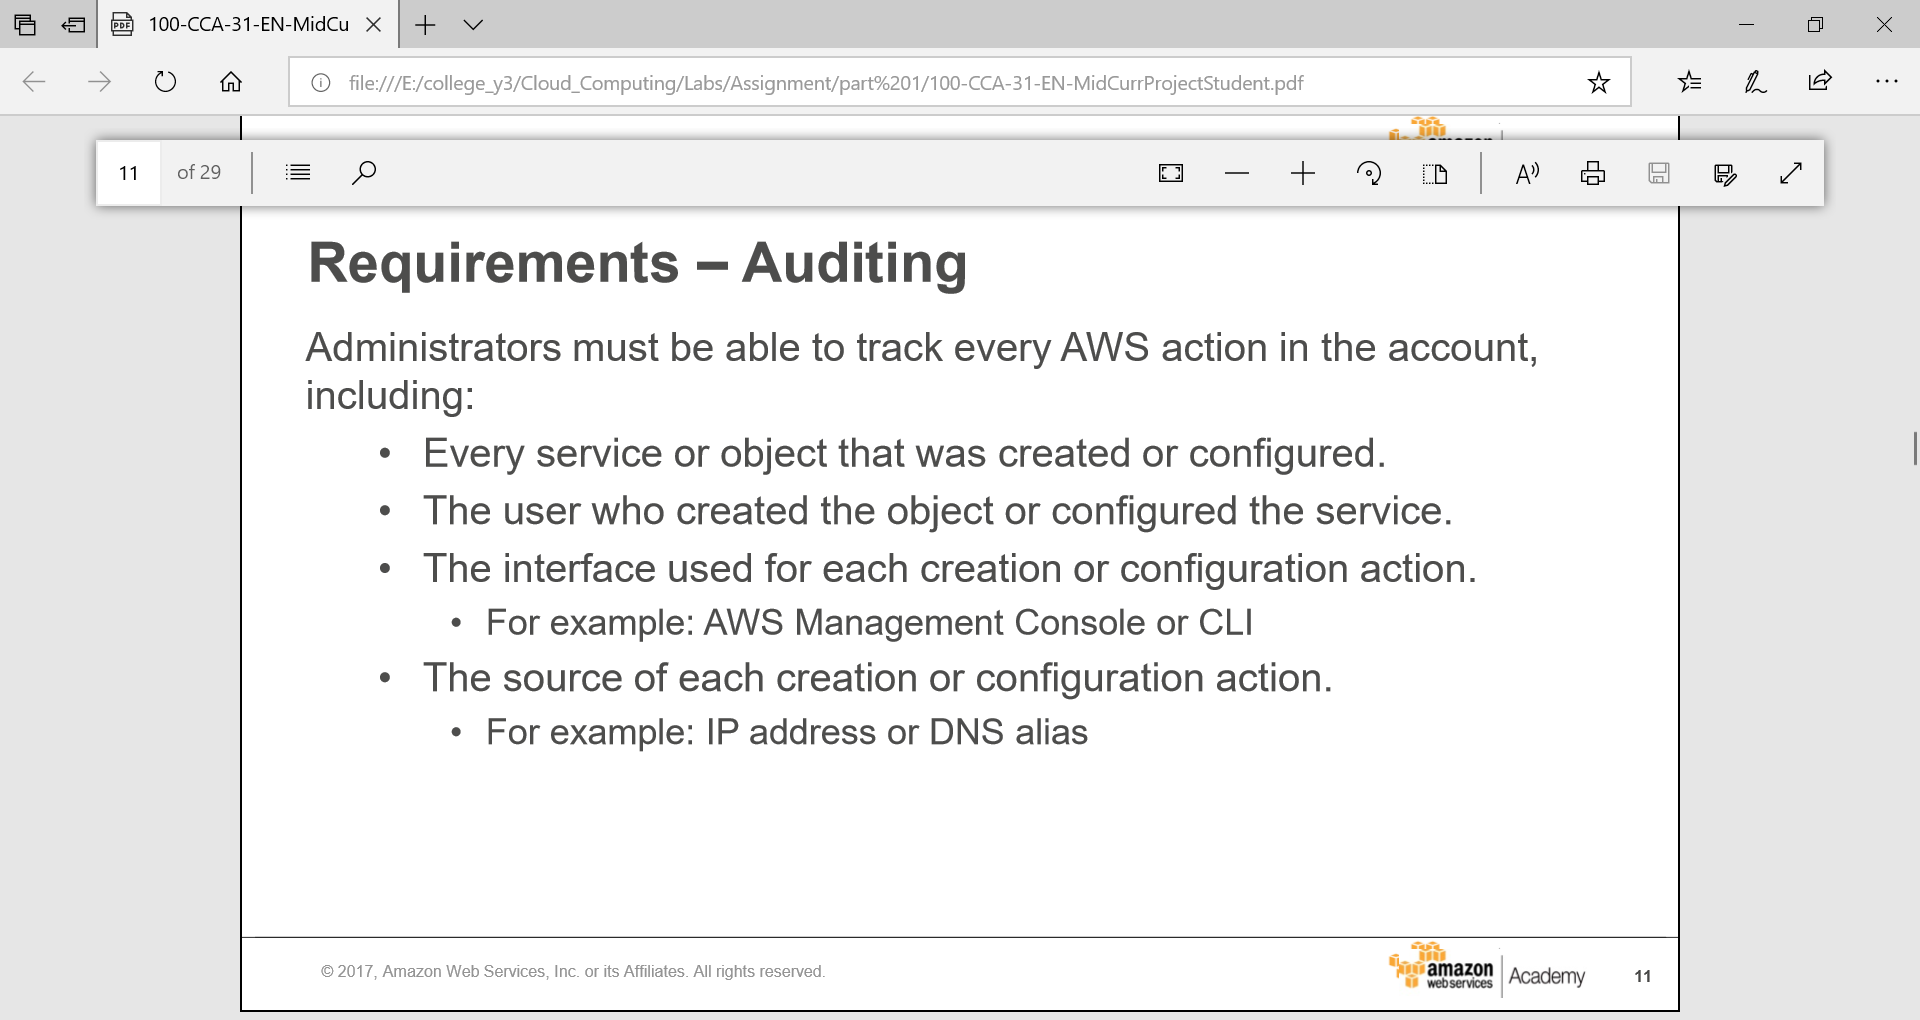 100-CCA-31-EN-MidCu
file:///E:/college_y3/Cloud_Computing/Labs/Assignment/part%201/100-CCA-31-EN-MidCurrProjectStudent.pdf
11 of 29
Requirements – Auditing
Administrators must be able to track every AWS action in the account,
including:
• Every service or object that was created or configured.
• The user who created the object or configured the service.
• The interface used for each creation or configuration action.
• For example: AWS Management Console or CLI
• The source of each creation or configuration action.
• For example: IP address or DNS alias
© 2017, Amazon Web Services, Inc. or its Affiliates. All rights reserved.
amazon
webservices
Academy
11